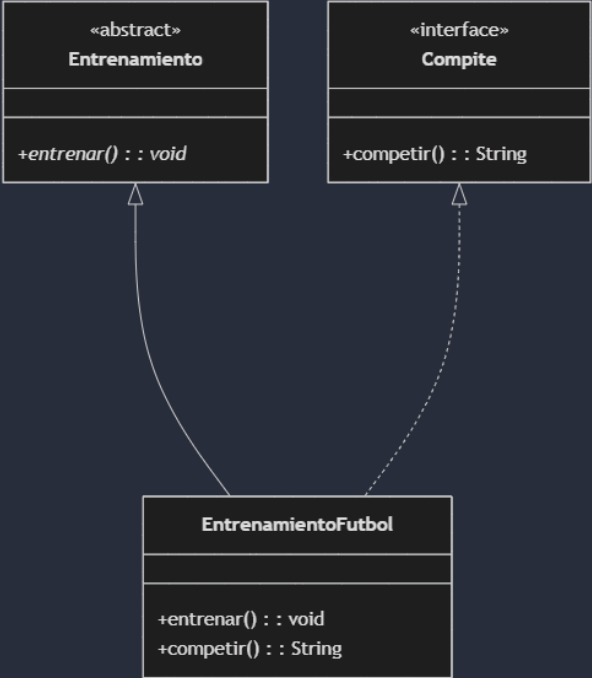 «abstract»
Entrenamiento
+entrenar() : : void
«interface»
Compite
+competir() : : String
EntrenamientoFutbol
+entrenar() : : void
+competir() : : String